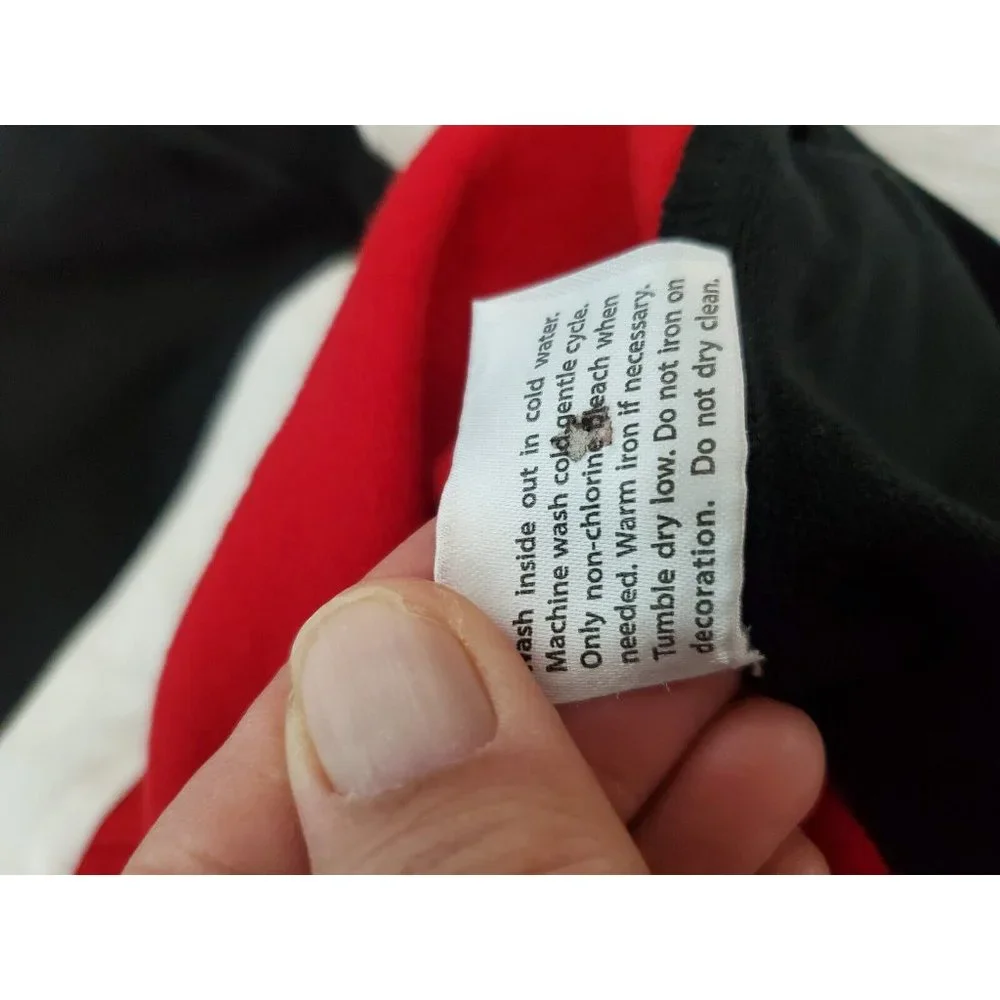 Wash inside out in cold water.
Machine wash cold,gentle cycle.
Only non-chlorine bleach when
needed. Warm iron if necessary.
Tumble dry low. Do not iron on
decoration. Do not dry clean.